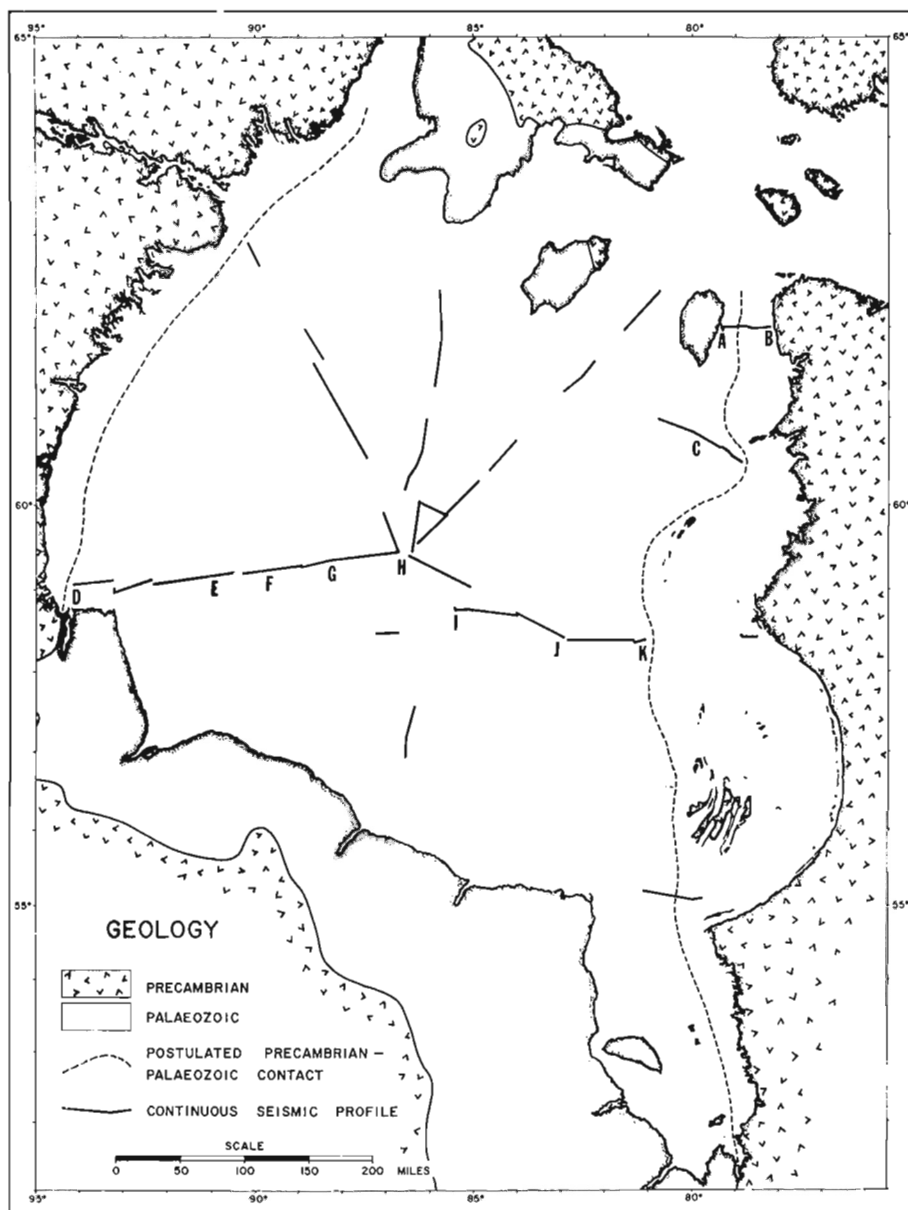 95° 90° 85° 80°
65° 65°
A B
C
60° 60°
H
D E F G
I
J K
55° 55°
GEOLOGY
PRECAMBRIAN
PALAEOZOIC
POSTULATED PRECAMBRIAN –
PALAEOZOIC CONTACT
CONTINUOUS SEISMIC PROFILE
SCALE
0 50 100 150 200 MILES
95° 90° 85° 80°